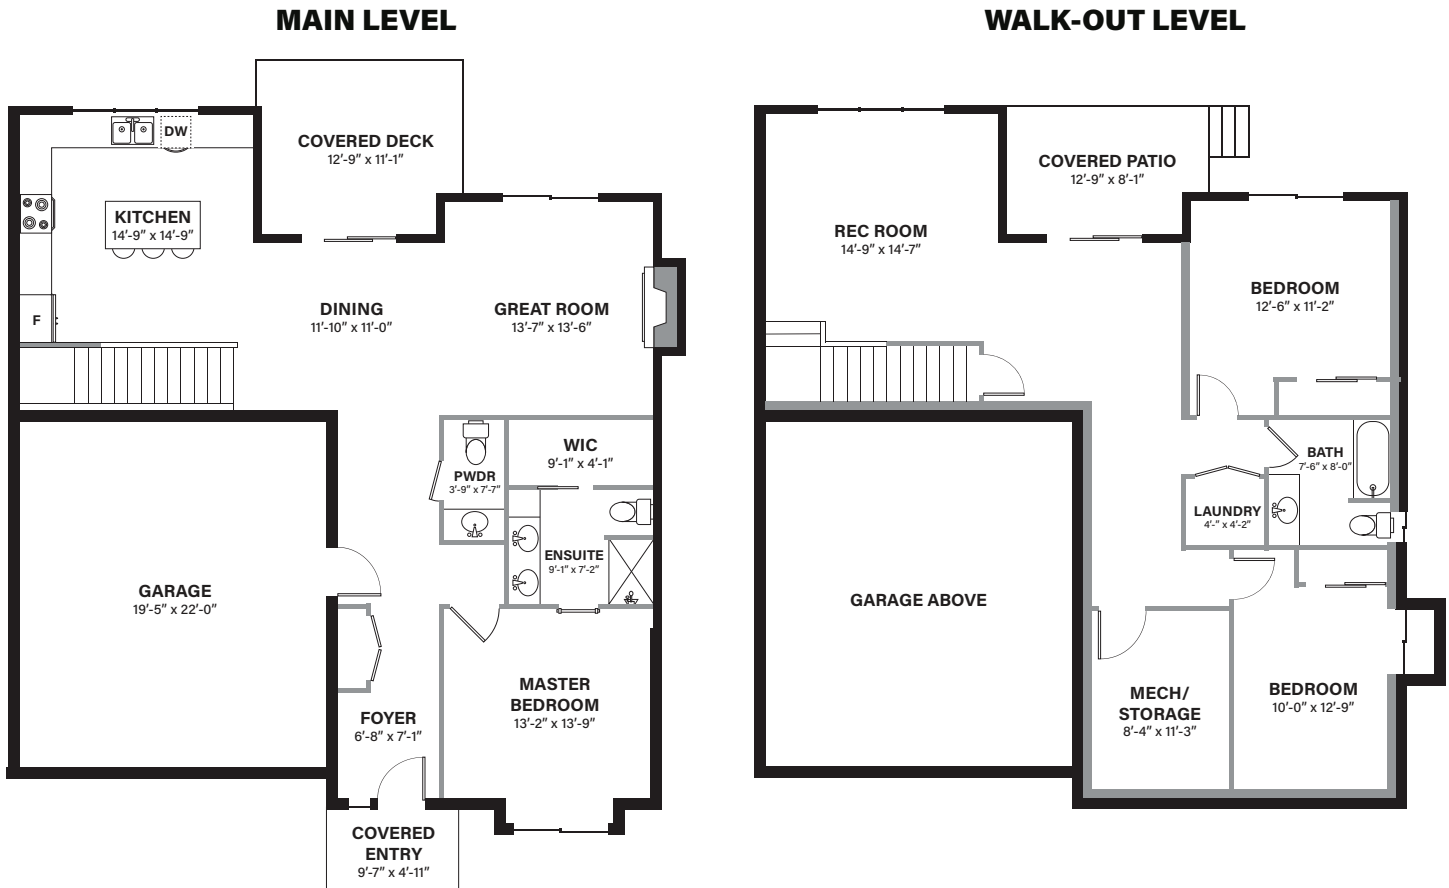 MAIN LEVEL
DW
COVERED DECK
12′-9″ x 11′-1″
KITCHEN
14′-9″ x 14′-9″
F
DINING
11′-10″ x 11′-0″
GREAT ROOM
13′-7″ x 13′-6″
WIC
9′-1″ x 4′-1″
PWDR
3′-9″ x 7′-7″
ENSUITE
9′-1″ x 7′-2″
GARAGE
19′-5″ x 22′-0″
MASTER
BEDROOM
13′-2″ x 13′-9″
FOYER
6′-8″ x 7′-1″
COVERED
ENTRY
9′-7″ x 4′-11″
WALK-OUT LEVEL
COVERED PATIO
12′-9″ x 8′-1″
REC ROOM
14′-9″ x 14′-7″
BEDROOM
12′-6″ x 11′-2″
BATH
7′-6″ x 8′-0″
LAUNDRY
4′-″ x 4′-2″
GARAGE ABOVE
MECH/
STORAGE
8′-4″ x 11′-3″
BEDROOM
10′-0″ x 12′-9″